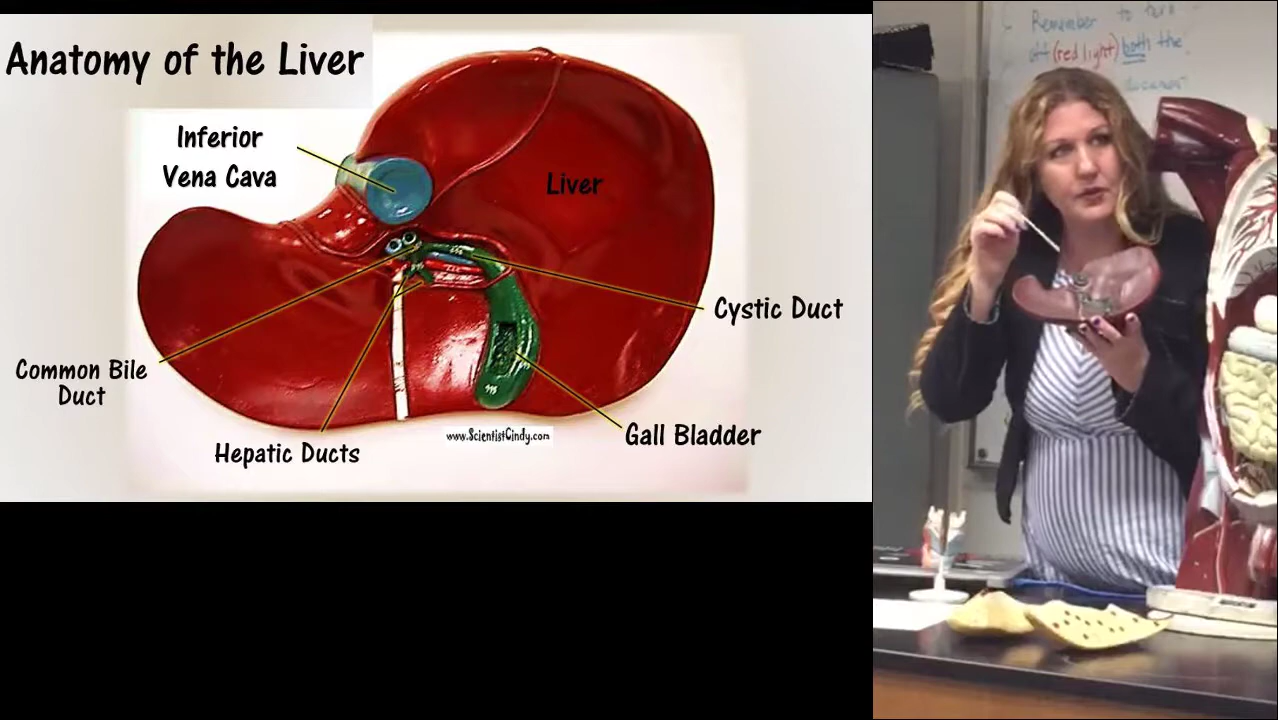 Anatomy of the Liver
Inferior
Vena Cava
Liver
Cystic Duct
Common Bile
Duct
Hepatic Ducts
Gall Bladder
www.ScientistCindy.com
Remember to turn
off (red light) both the